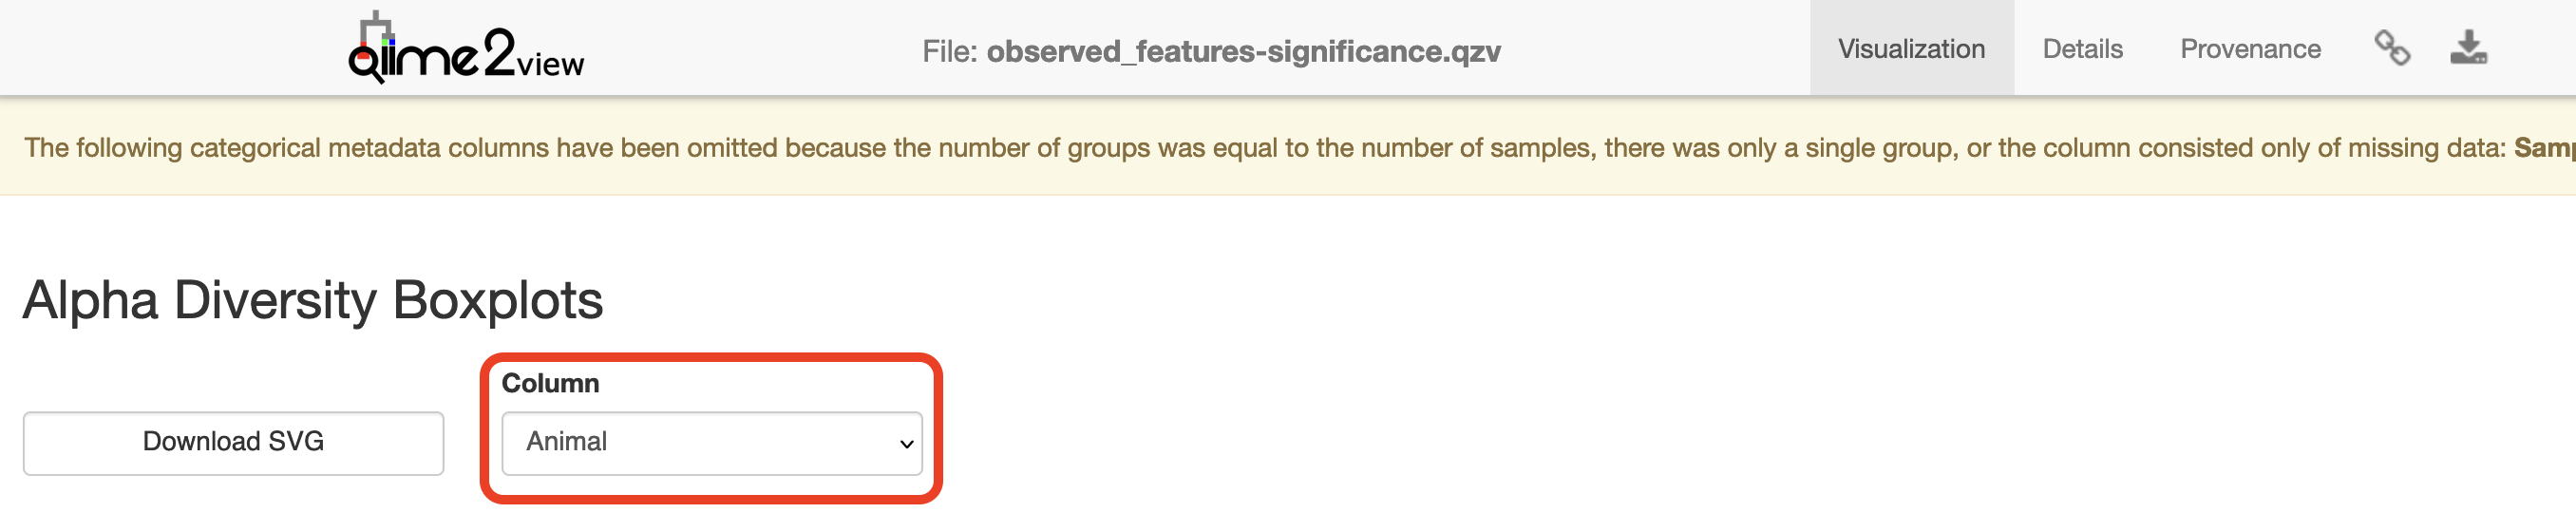 qiime2view
File: observed_features-significance.qzv
Visualization
Details
Provenance
The following categorical metadata columns have been omitted because the number of groups was equal to the number of samples, there was only a single group, or the column consisted only of missing data:
Alpha Diversity Boxplots
Column
Download SVG
Animal